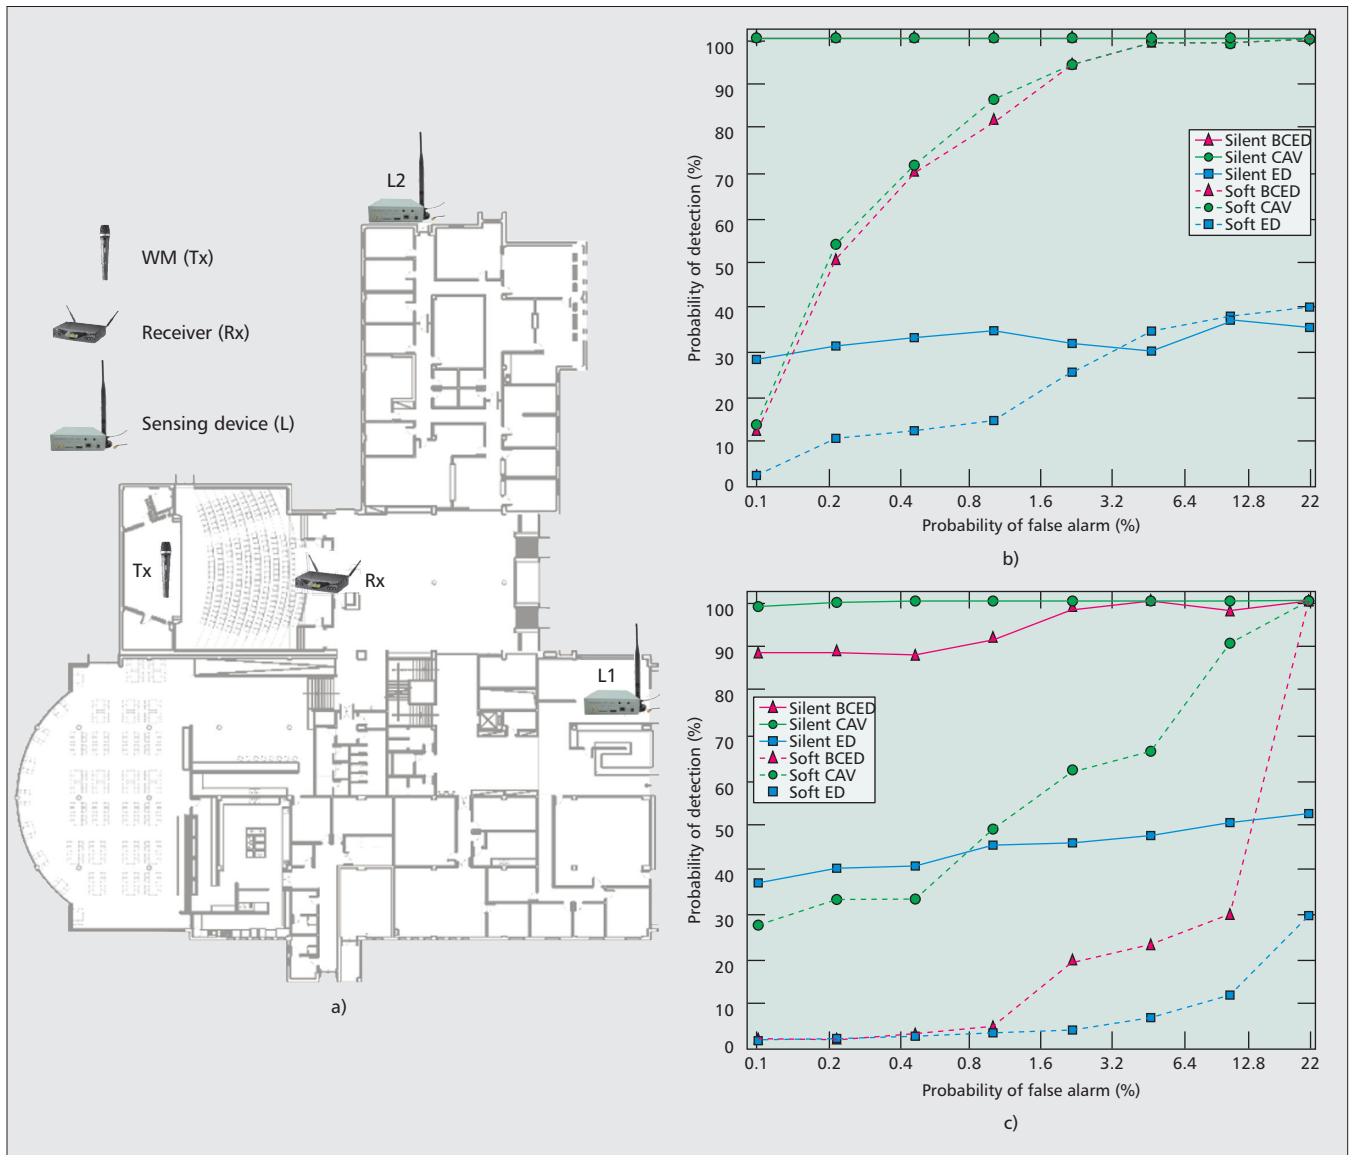 L2
WM (Tx)
Receiver (Rx)
Sensing device (L)
Tx
Rx
L1
a)
Probability of detection (%)
100
90
80
70
60
50
40
30
20
10
0
Silent BCED
Silent CAV
Silent ED
Soft BCED
Soft CAV
Soft ED
0.1 0.2 0.4 0.8 1.6 3.2 6.4 12.8 22
Probability of false alarm (%)
b)
Probability of detection (%)
100
90
80
70
60
50
40
30
20
10
0
Silent BCED
Silent CAV
Silent ED
Soft BCED
Soft CAV
Soft ED
0.1 0.2 0.4 0.8 1.6 3.2 6.4 12.8 22
Probability of false alarm (%)
c)